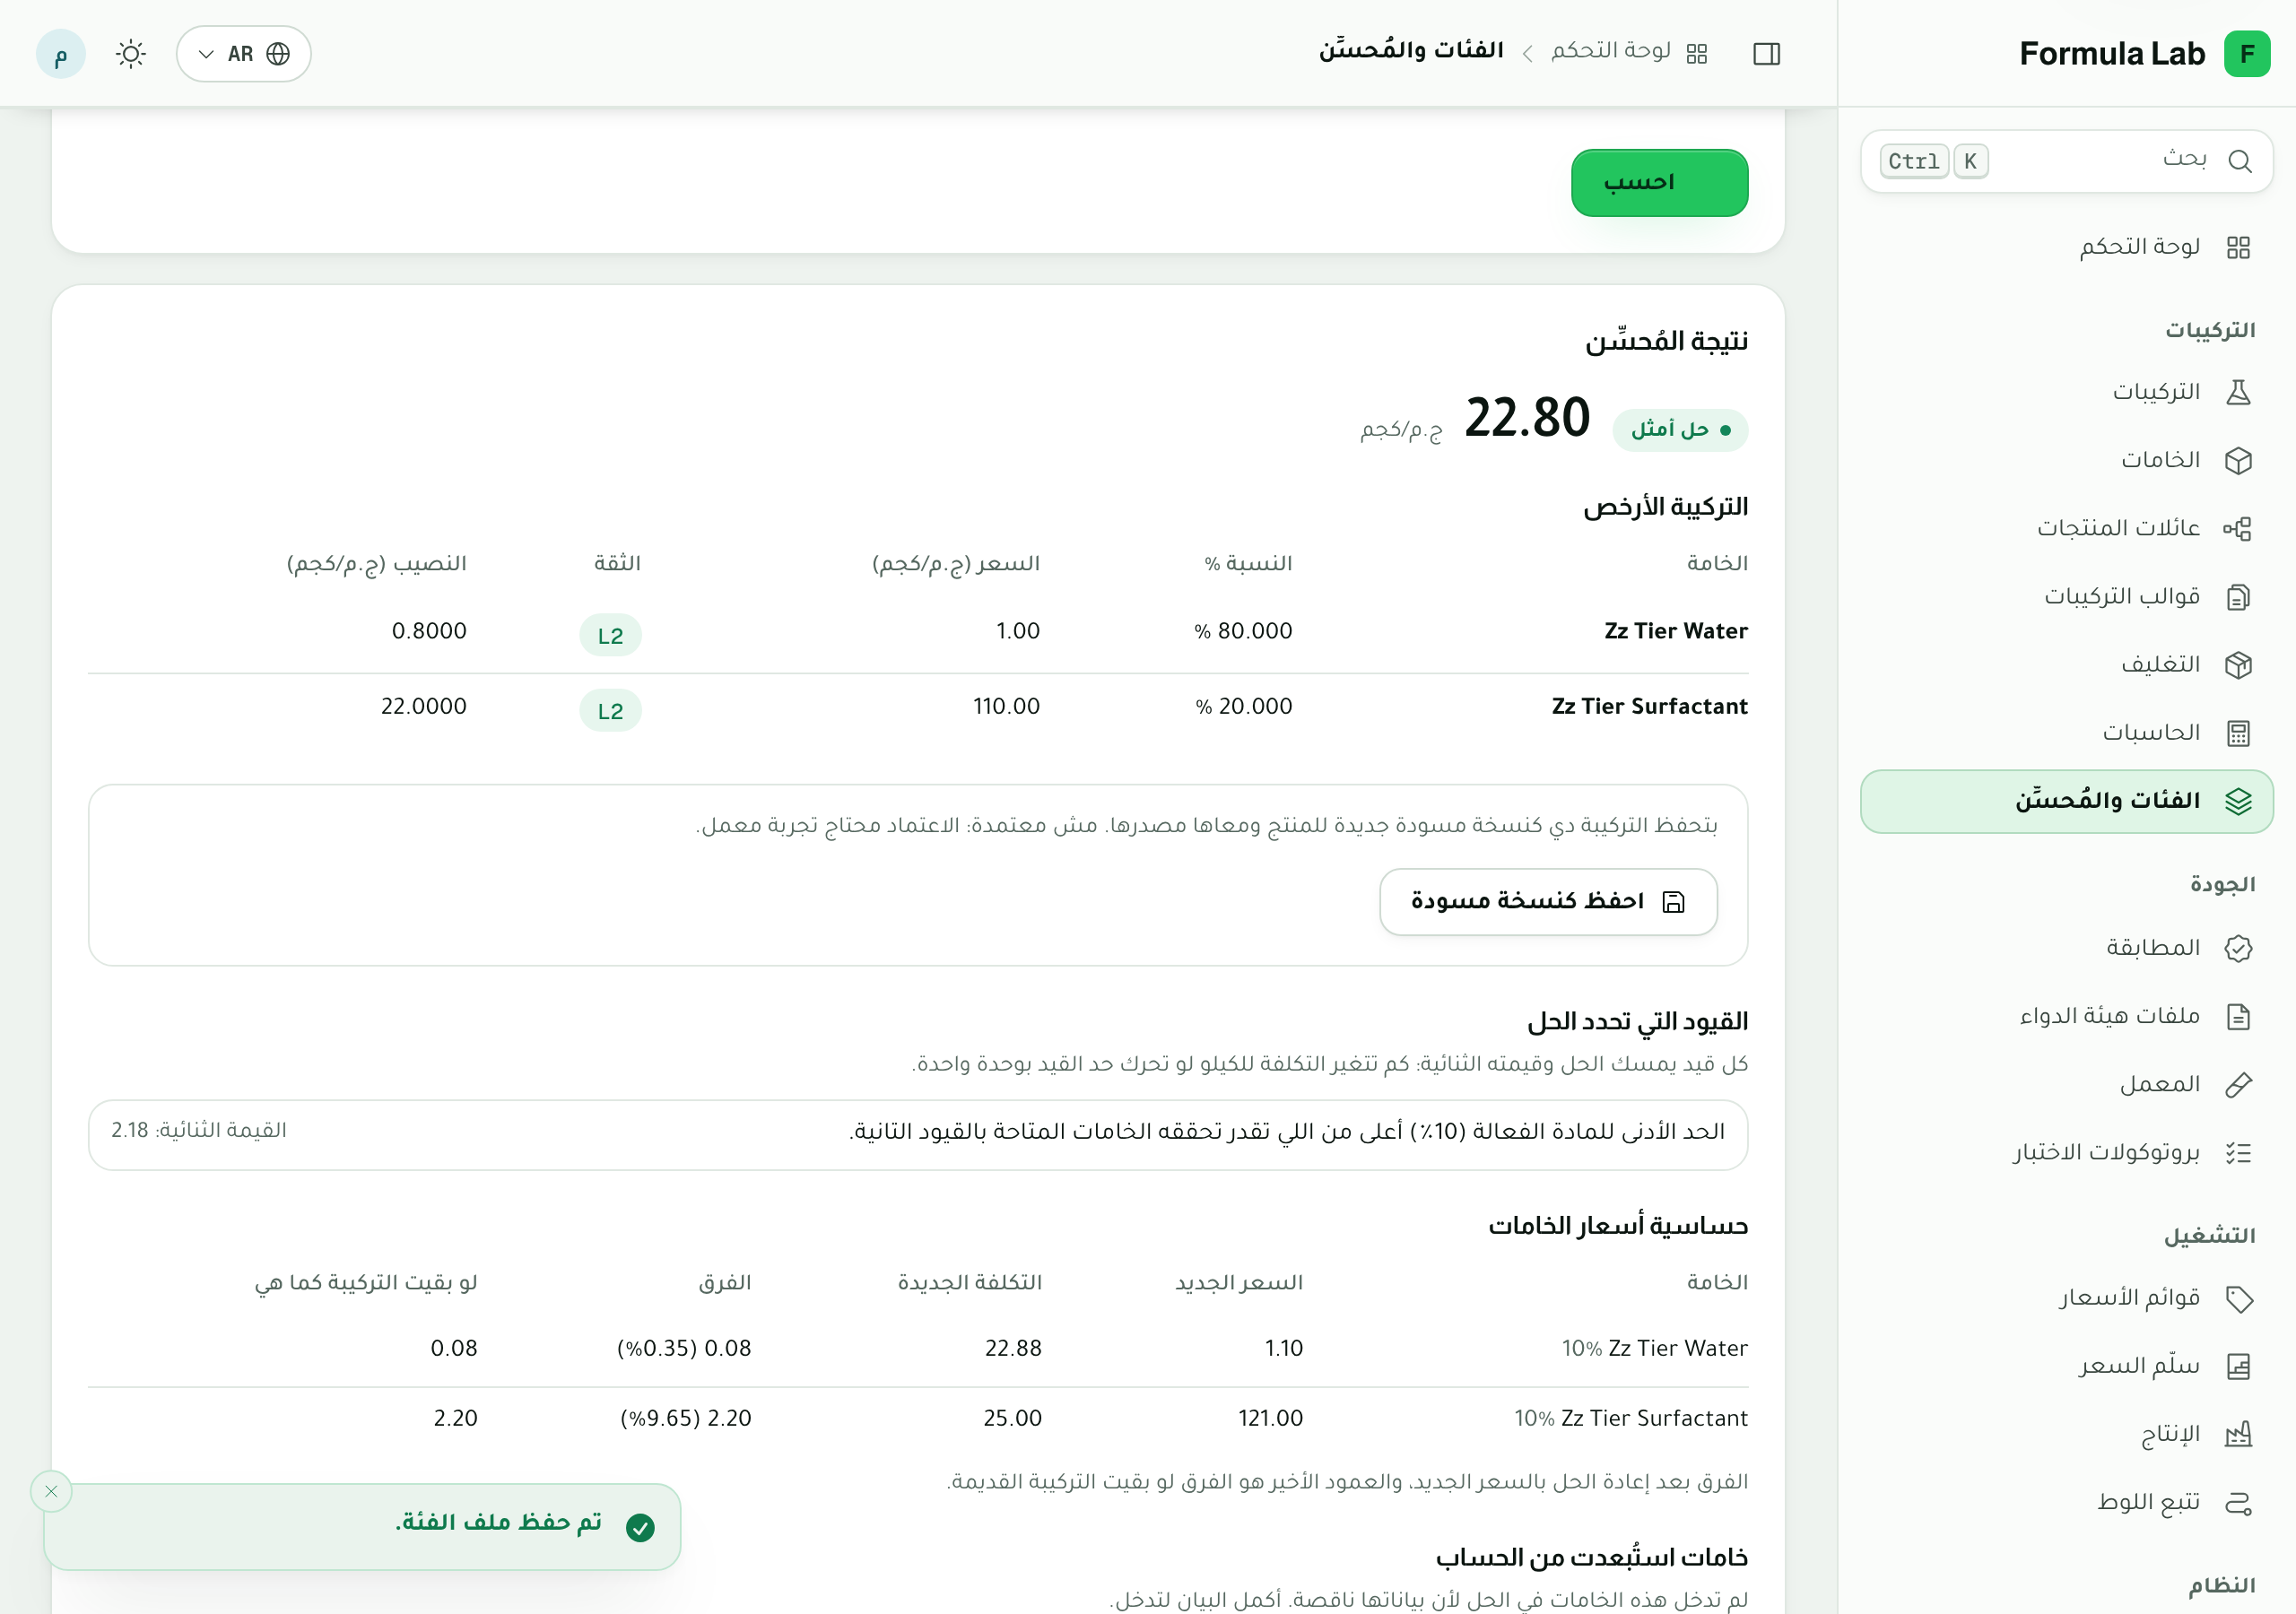 F Formula Lab
لوحة التحكم
الفئات والمُحسِّن
AR
م
بحث
Ctrl K
لوحة التحكم
التركيبات
التركيبات
الخامات
عائلات المنتجات
قوالب التركيبات
التغليف
الحاسبات
الفئات والمُحسِّن
الجودة
المطابقة
ملفات هيئة الدواء
المعمل
بروتوكولات الاختبار
التشغيل
قوائم الأسعار
سلّم السعر
الإنتاج
تتبع اللوط
النظام
احسب
نتيجة المُحسِّن
حل أمثل 22.80 ج.م/كجم
التركيبة الأرخص
الخامة النسبة % السعر (ج.م/كجم) الثقة النصيب (ج.م/كجم)
Zz Tier Water 80.000 % 1.00 L2 0.8000
Zz Tier Surfactant 20.000 % 110.00 L2 22.0000
بتحفظ التركيبة دي كنسخة مسودة جديدة للمنتج ومعاها مصدرها. مش معتمدة: الاعتماد محتاج تجربة معمل.
احفظ كنسخة مسودة
القيود التي تحدد الحل
كل قيد يمسك الحل وقيمته الثنائية: كم تتغير التكلفة للكيلو لو تحرك حد القيد بوحدة واحدة.
الحد الأدنى للمادة الفعالة (10٪) أعلى من اللي تقدر تحققه الخامات المتاحة بالقيود التانية. القيمة الثنائية: 2.18
حساسية أسعار الخامات
الخامة السعر الجديد التكلفة الجديدة الفرق لو بقيت التركيبة كما هي
Zz Tier Water 10% 1.10 22.88 0.08 (0.35%) 0.08
Zz Tier Surfactant 10% 121.00 25.00 2.20 (9.65%) 2.20
الفرق بعد إعادة الحل بالسعر الجديد، والعمود الأخير هو الفرق لو بقيت التركيبة القديمة.
خامات استُبعدت من الحساب
لم تدخل هذه الخامات في الحل لأن بياناتها ناقصة. أكمل البيان لتدخل.
تم حفظ ملف الفئة.